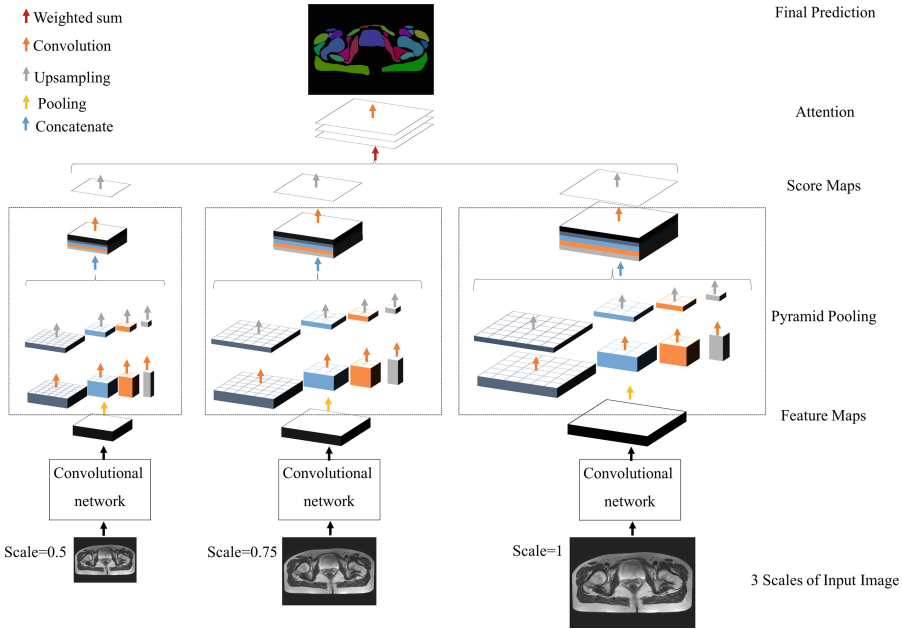 Final Prediction
Weighted sum
Convolution
Upsampling
Pooling
Concatenate
Attention
Score Maps
Pyramid Pooling
Feature Maps
Convolutional
network
Convolutional
network
Convolutional
network
Scale=0.5
Scale=0.75
Scale=1
3 Scales of Input Image